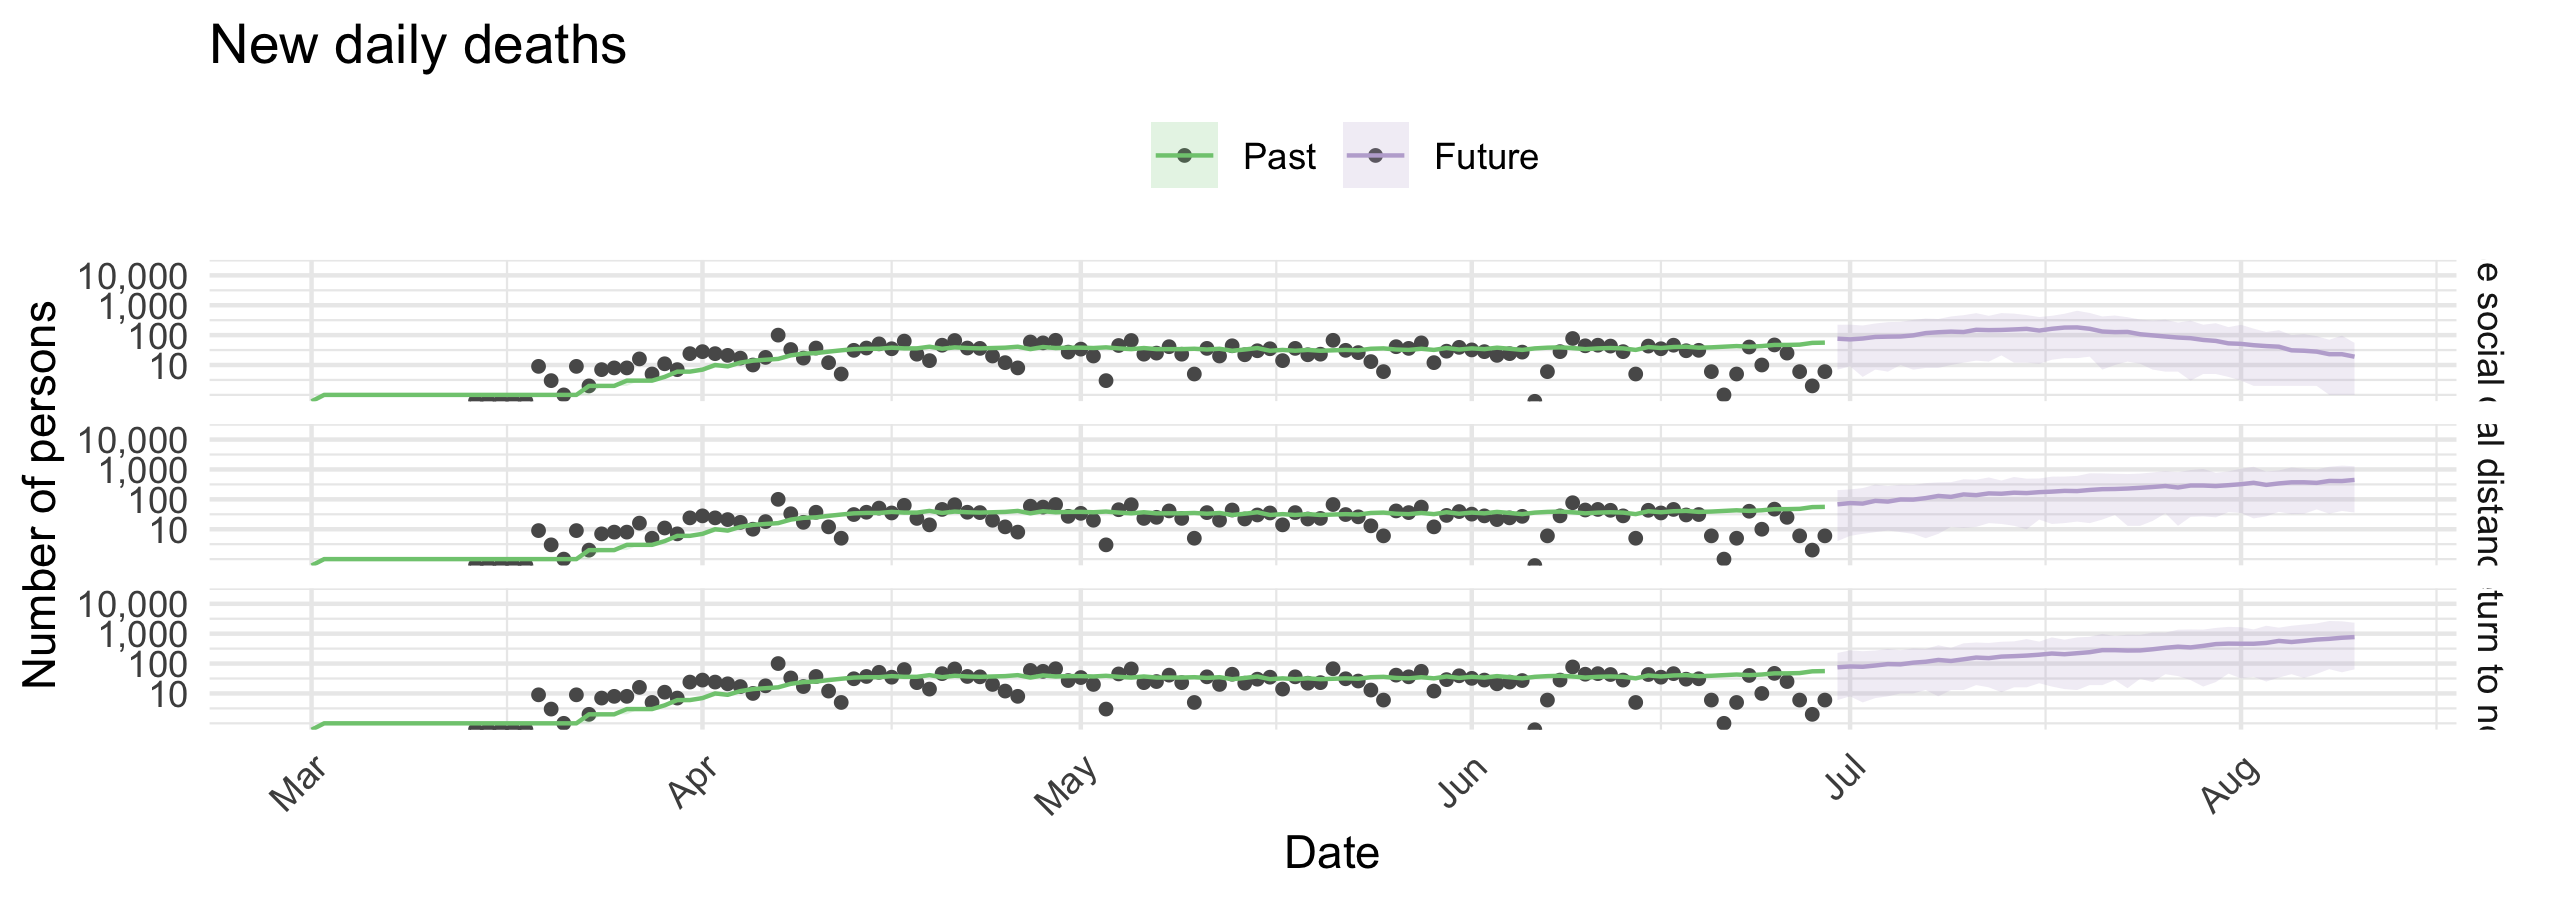 New daily deaths
Past
Future
Number of persons
10,000
1,000
100
10
e social
10,000
1,000
100
10
al distanc
10,000
1,000
100
10
turn to
Mar
Apr
May
Jun
Jul
Aug
Date